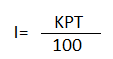 I= KPT
100